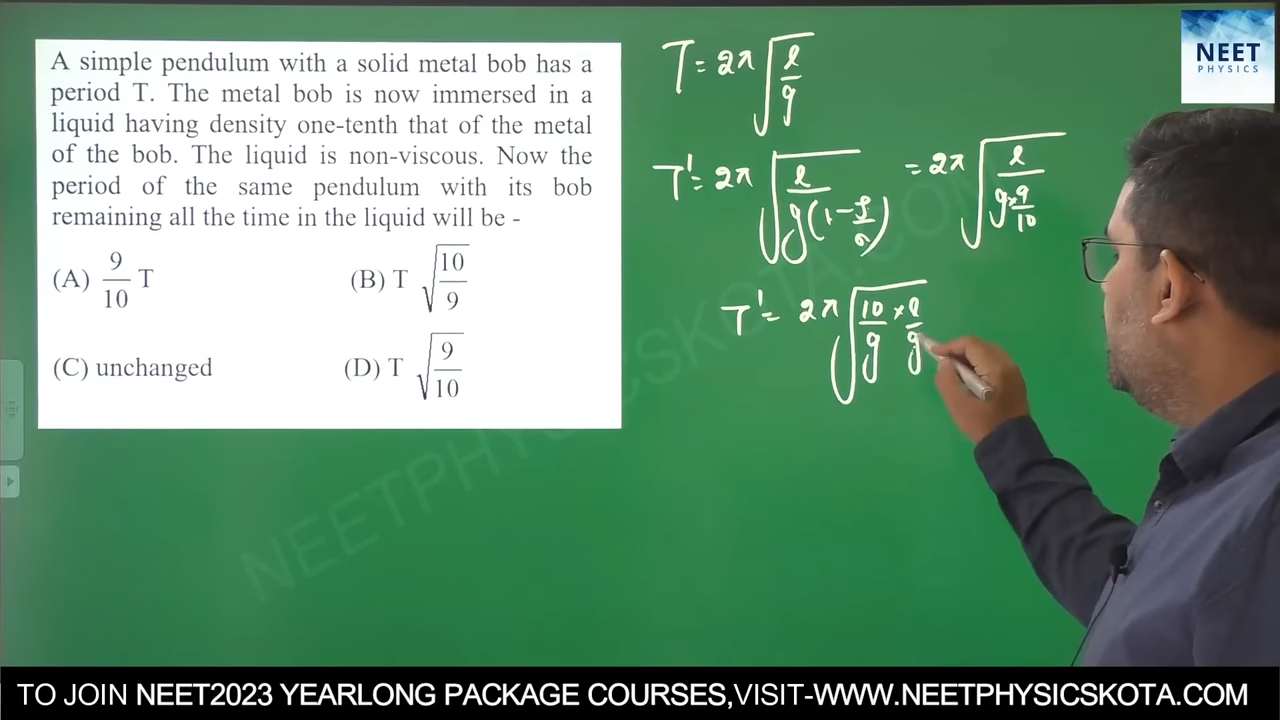 A simple pendulum with a solid metal bob has a
period T. The metal bob is now immersed in a
liquid having density one-tenth that of the metal
of the bob. The liquid is non-viscous. Now the
period of the same pendulum with its bob
remaining all the time in the liquid will be -
(A) 9/10 T (B) T √(10/9)
(C) unchanged (D) T √(9/10)
T = 2π √(l/g)
T' = 2π √(l/g(1-ρ/σ)) = 2π √(l/g×9/10)
T' = 2π √(10/9 × l/g)
NEET
PHYSICS
NEETPHYSICSKOTA.COM
TO JOIN NEET2023 YEARLONG PACKAGE COURSES,VISIT-WWW.NEETPHYSICSKOTA.COM